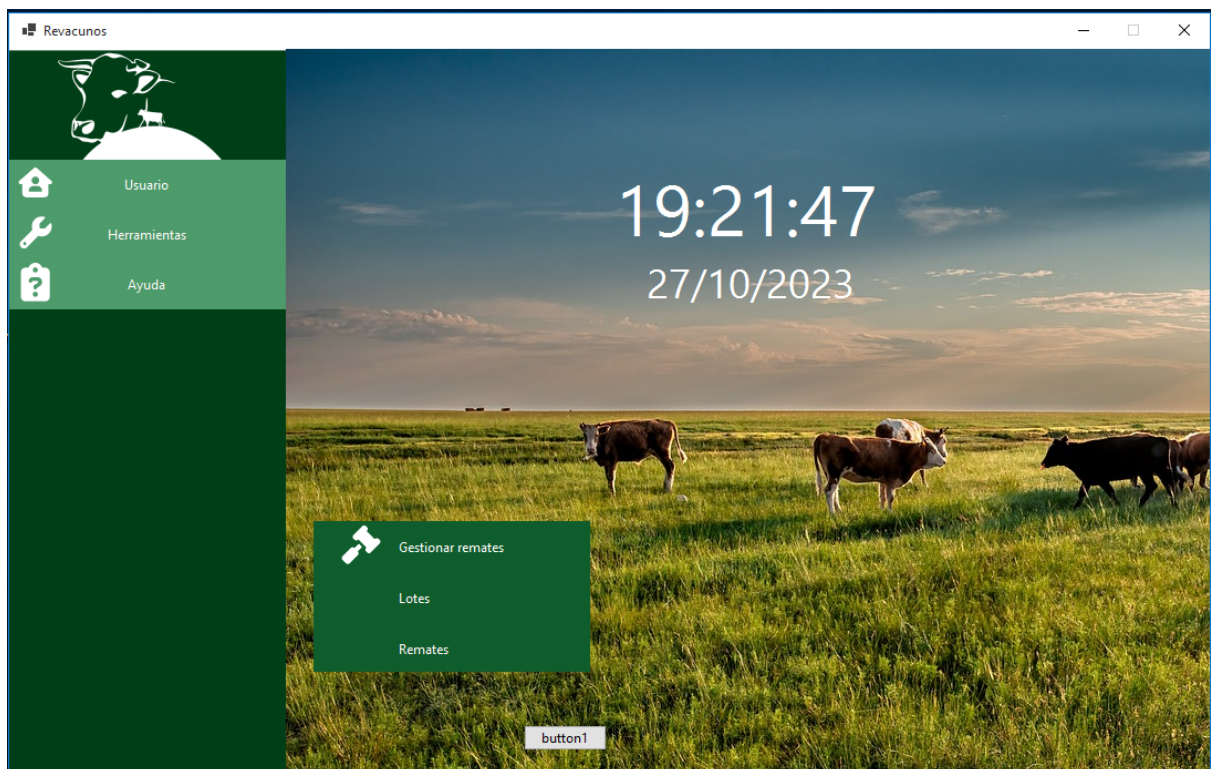 Revacunos
Usuario
Herramientas
Ayuda
19:21:47
27/10/2023
Gestionar remates
Lotes
Remates
button1